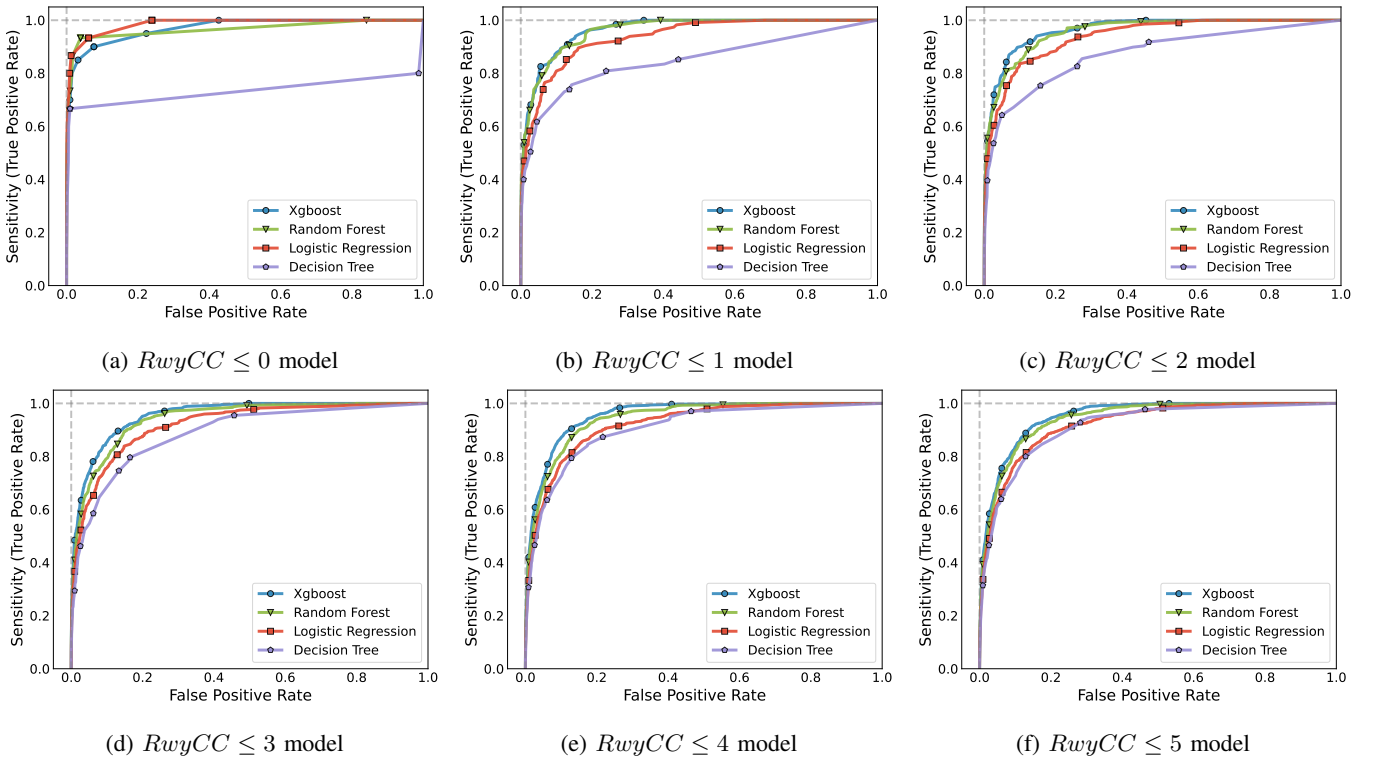 Sensitivity (True Positive Rate)
1.0
0.8
0.6
0.4
0.2
0.0
0.0 0.2 0.4 0.6 0.8 1.0
False Positive Rate
Xgboost
Random Forest
Logistic Regression
Decision Tree
(a) RwyCC ≤ 0 model
Sensitivity (True Positive Rate)
1.0
0.8
0.6
0.4
0.2
0.0
0.0 0.2 0.4 0.6 0.8 1.0
False Positive Rate
Xgboost
Random Forest
Logistic Regression
Decision Tree
(b) RwyCC ≤ 1 model
Sensitivity (True Positive Rate)
1.0
0.8
0.6
0.4
0.2
0.0
0.0 0.2 0.4 0.6 0.8 1.0
False Positive Rate
Xgboost
Random Forest
Logistic Regression
Decision Tree
(c) RwyCC ≤ 2 model
Sensitivity (True Positive Rate)
1.0
0.8
0.6
0.4
0.2
0.0
0.0 0.2 0.4 0.6 0.8 1.0
False Positive Rate
Xgboost
Random Forest
Logistic Regression
Decision Tree
(d) RwyCC ≤ 3 model
Sensitivity (True Positive Rate)
1.0
0.8
0.6
0.4
0.2
0.0
0.0 0.2 0.4 0.6 0.8 1.0
False Positive Rate
Xgboost
Random Forest
Logistic Regression
Decision Tree
(e) RwyCC ≤ 4 model
Sensitivity (True Positive Rate)
1.0
0.8
0.6
0.4
0.2
0.0
0.0 0.2 0.4 0.6 0.8 1.0
False Positive Rate
Xgboost
Random Forest
Logistic Regression
Decision Tree
(f) RwyCC ≤ 5 model